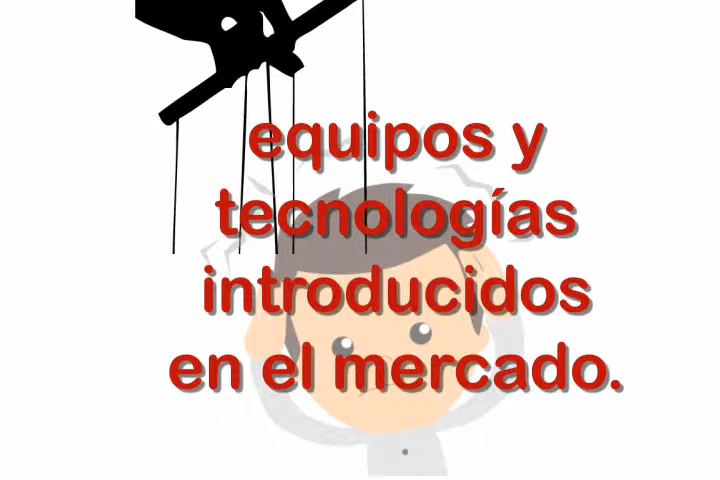 equipos y
tecnologías
introducidos
en el mercado.